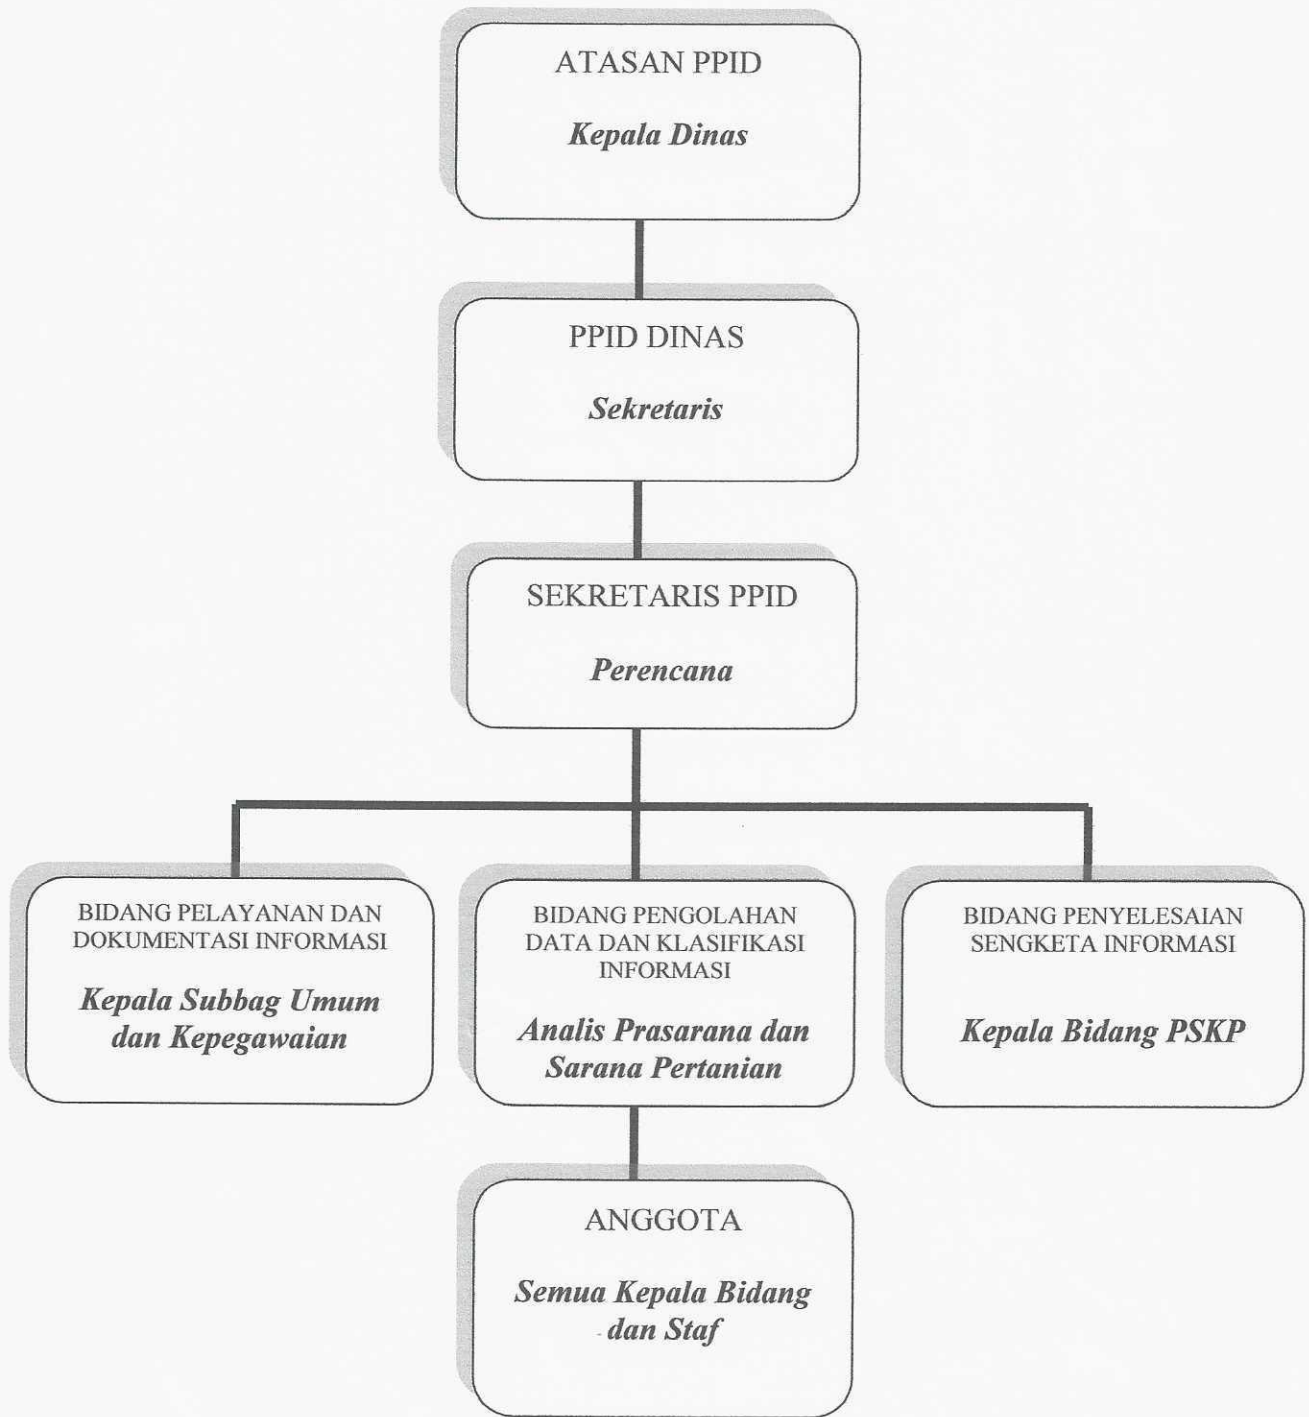 ATASAN PPID
Kepala Dinas
PPID DINAS
Sekretaris
SEKRETARIS PPID
Perencana
BIDANG PELAYANAN DAN
DOKUMENTASI INFORMASI
Kepala Subbag Umum
dan Kepegawaian
BIDANG PENGOLAHAN
DATA DAN KLASIFIKASI
INFORMASI
Analis Prasarana dan
Sarana Pertanian
BIDANG PENYELESAIAN
SENGKETA INFORMASI
Kepala Bidang PSKP
ANGGOTA
Semua Kepala Bidang
dan Staf